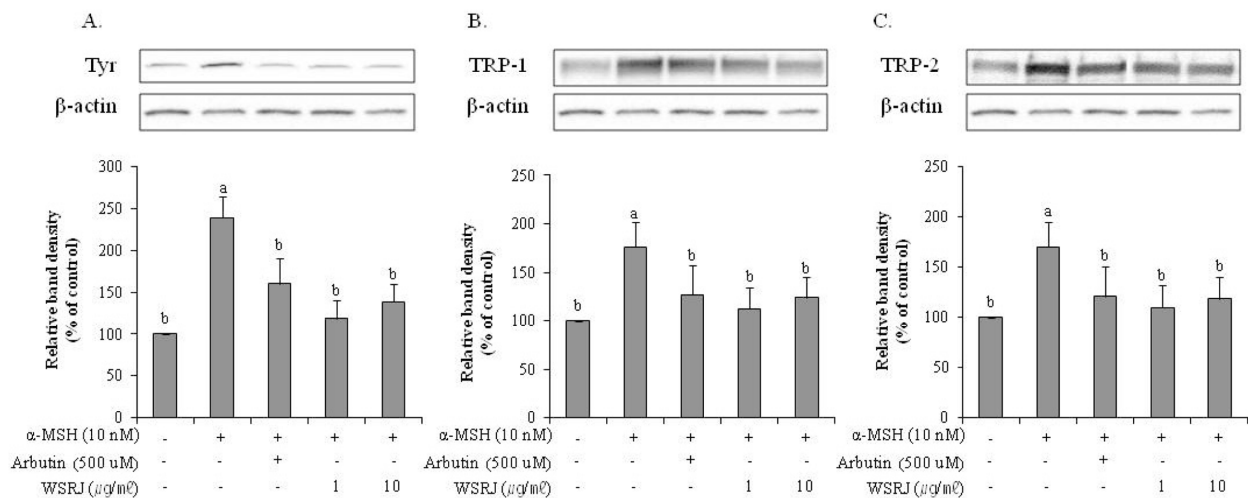 A.
B.
C.
Tyr
β-actin
TRP-1
β-actin
TRP-2
β-actin
Relative band density
(% of control)
300
250
200
150
100
50
0
b
a
b
b
b
Relative band density
(% of control)
250
200
150
100
50
0
b
a
b
b
b
Relative band density
(% of control)
250
200
150
100
50
0
b
a
b
b
b
α-MSH (10 nM) - + + + +
Arbutin (500 uM) - - + - -
WSRJ (μg/mℓ) - - - 1 10
α-MSH (10 nM) - + + + +
Arbutin (500 uM) - - + - -
WSRJ (μg/mℓ) - - - 1 10
α-MSH (10 nM) - + + + +
Arbutin (500 uM) - - + - -
WSRJ (μg/mℓ) - - - 1 10